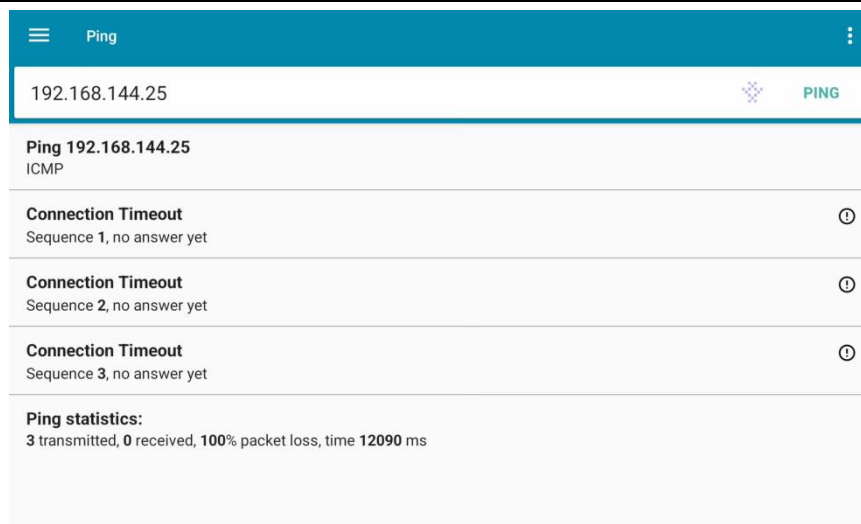 Ping
192.168.144.25
PING
Ping 192.168.144.25
ICMP
Connection Timeout
Sequence 1, no answer yet
Connection Timeout
Sequence 2, no answer yet
Connection Timeout
Sequence 3, no answer yet
Ping statistics:
3 transmitted, 0 received, 100% packet loss, time 12090 ms